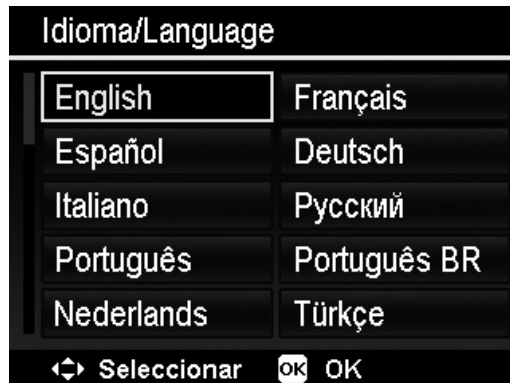 Idioma/Language
English Français
Español Deutsch
Italiano Русский
Português Português BR
Nederlands Türkçe
Seleccionar OK OK